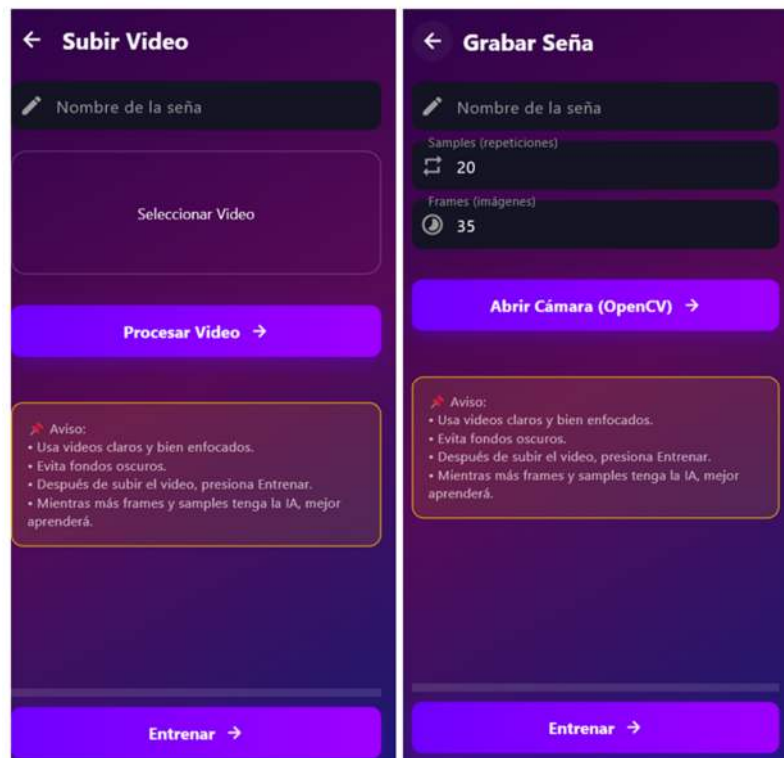 Subir Video
Nombre de la seña
Seleccionar Video
Procesar Video →
📌 Aviso:
• Usa videos claros y bien enfocados.
• Evita fondos oscuros.
• Después de subir el video, presiona Entrenar.
• Mientras más frames y samples tenga la IA, mejor
aprenderá.
Entrenar →
Grabar Seña
Nombre de la seña
Samples (repeticiones)
20
Frames (imágenes)
35
Abrir Cámara (OpenCV) →
📌 Aviso:
• Usa videos claros y bien enfocados.
• Evita fondos oscuros.
• Después de subir el video, presiona Entrenar.
• Mientras más frames y samples tenga la IA, mejor
aprenderá.
Entrenar →